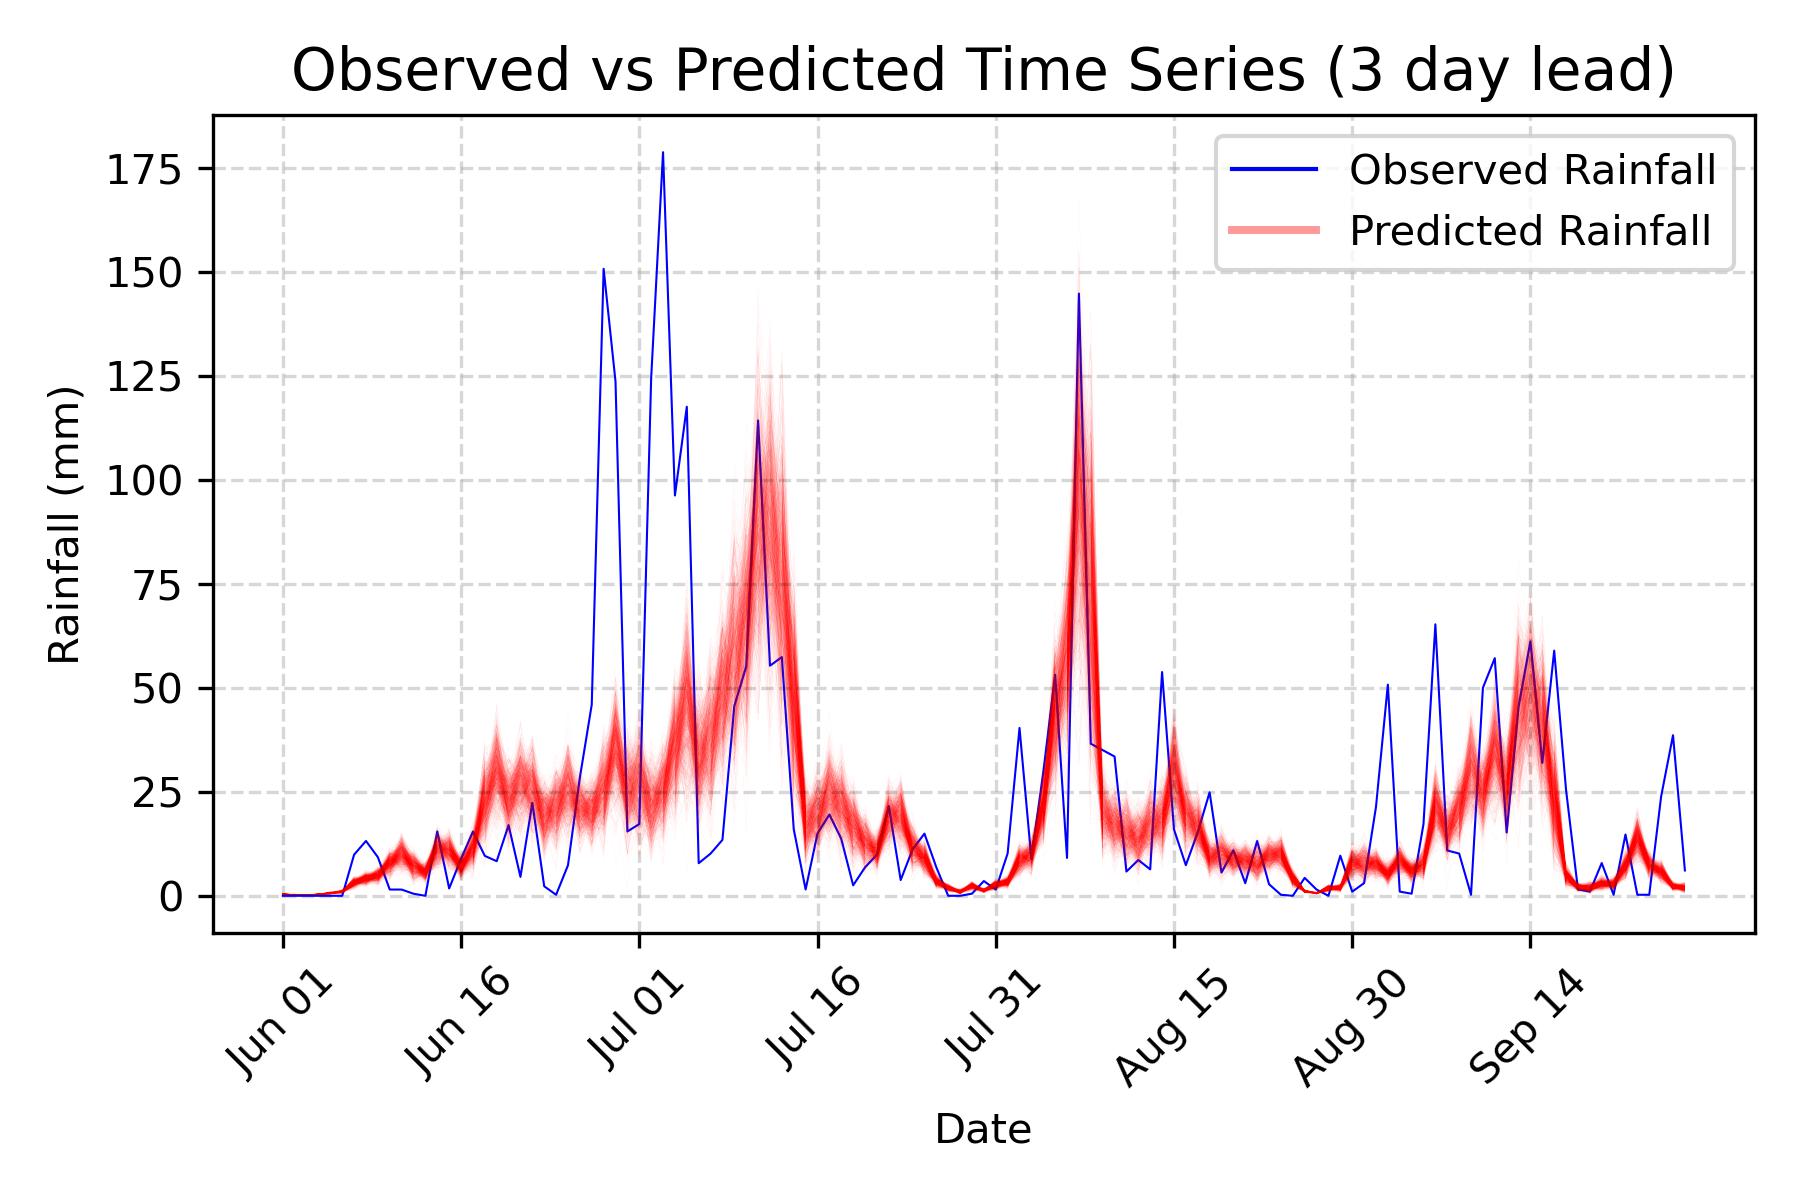 Observed vs Predicted Time Series (3 day lead)
Observed Rainfall
Predicted Rainfall
Rainfall (mm)
175
150
125
100
75
50
25
0
Jun 01
Jun 16
Jul 01
Jul 16
Jul 31
Aug 15
Aug 30
Sep 14
Date